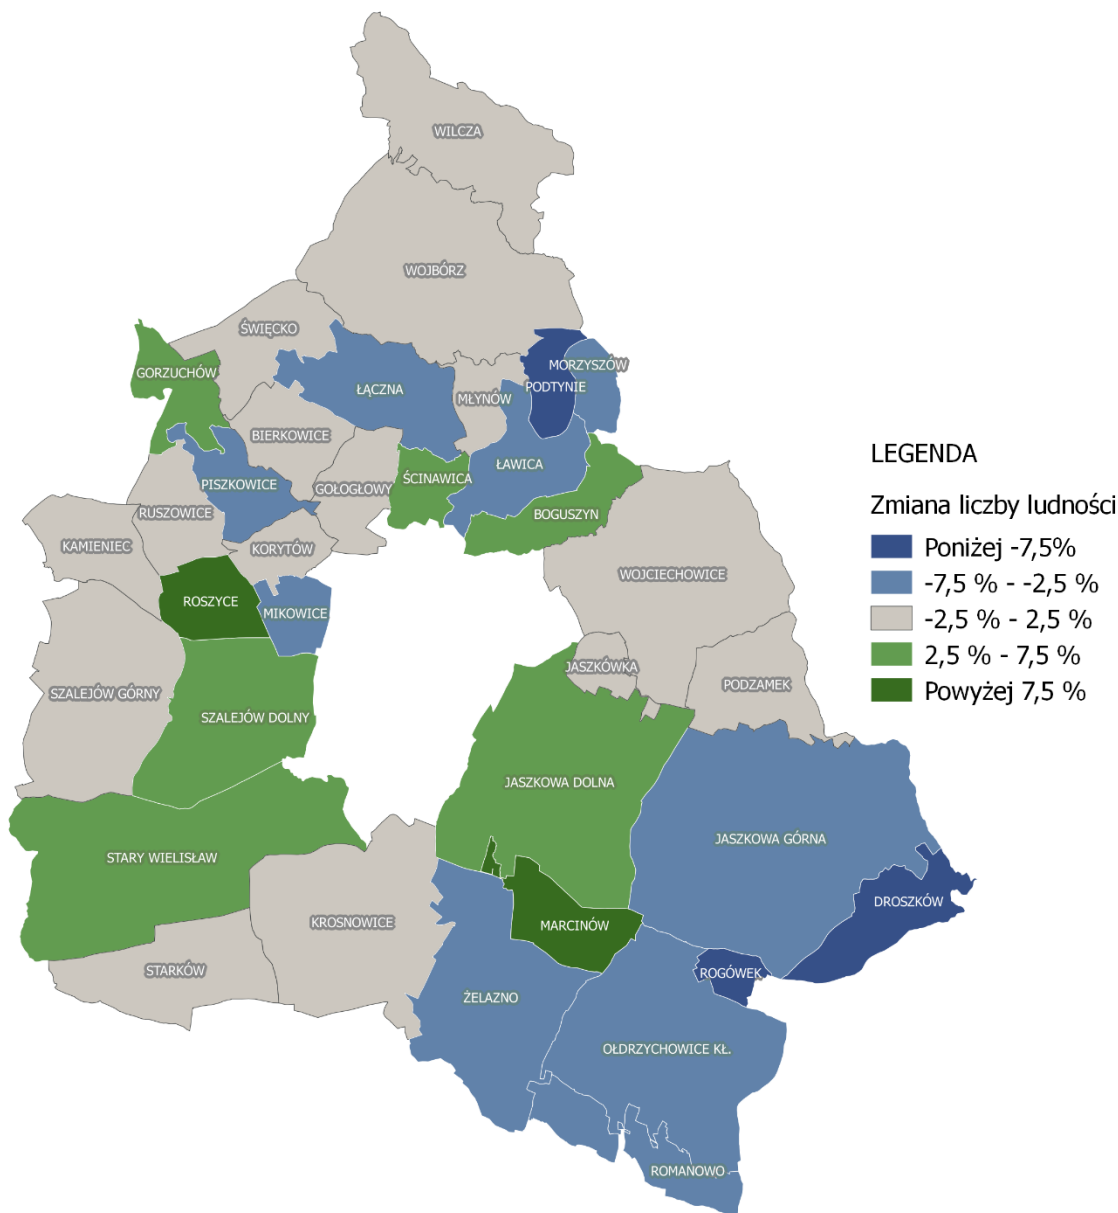 WILCZA
WOJBÓRZ
ŚWIĘCKO
GORZUCHÓW
ŁĄCZNA
MŁYNÓW
PODTYNIE
MORZYSZÓW
BIERKOWICE
PISZKOWICE
GOŁOGŁOWY
ŚCINAWICA
ŁAWICA
BOGUSZYN
RUSZOWICE
KAMIENIEC
KORYTÓW
WOJCIECHOWICE
ROSZYCE
MIKOWICE
JASZKÓWKA
PODZAMEK
SZALEJÓW GÓRNY
SZALEJÓW DOLNY
JASZKOWA DOLNA
JASZKOWA GÓRNA
STARY WIELISŁAW
DROSZKÓW
KROSNOWICE
MARCINÓW
STARKÓW
ROGÓWEK
ŻELAZNO
OŁDRZYCHOWICE KŁ.
ROMANOWO
LEGENDA
Zmiana liczby ludności
Poniżej -7,5%
-7,5 % - -2,5 %
-2,5 % - 2,5 %
2,5 % - 7,5 %
Powyżej 7,5 %